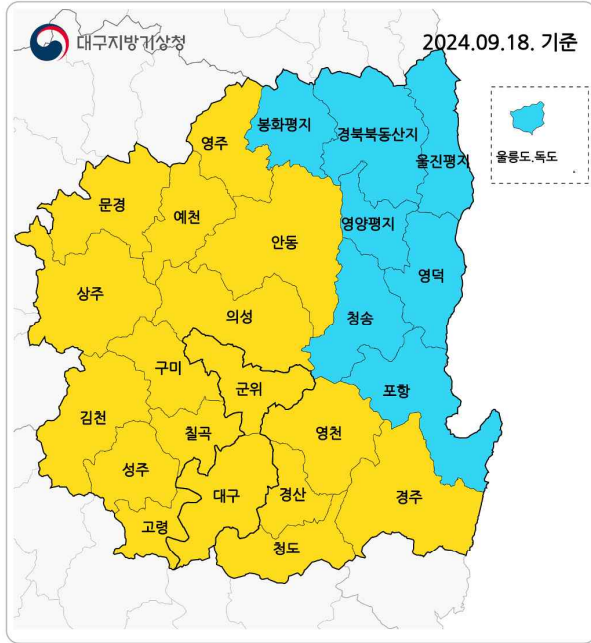 대구지방기상청
2024.09.18. 기준
봉화평지
경북북동산지
영주
울진평지
울릉도.독도
문경
예천
영양평지
안동
영덕
상주
의성
청송
구미
군위
포항
김천
칠곡
영천
성주
대구
경산
경주
고령
청도